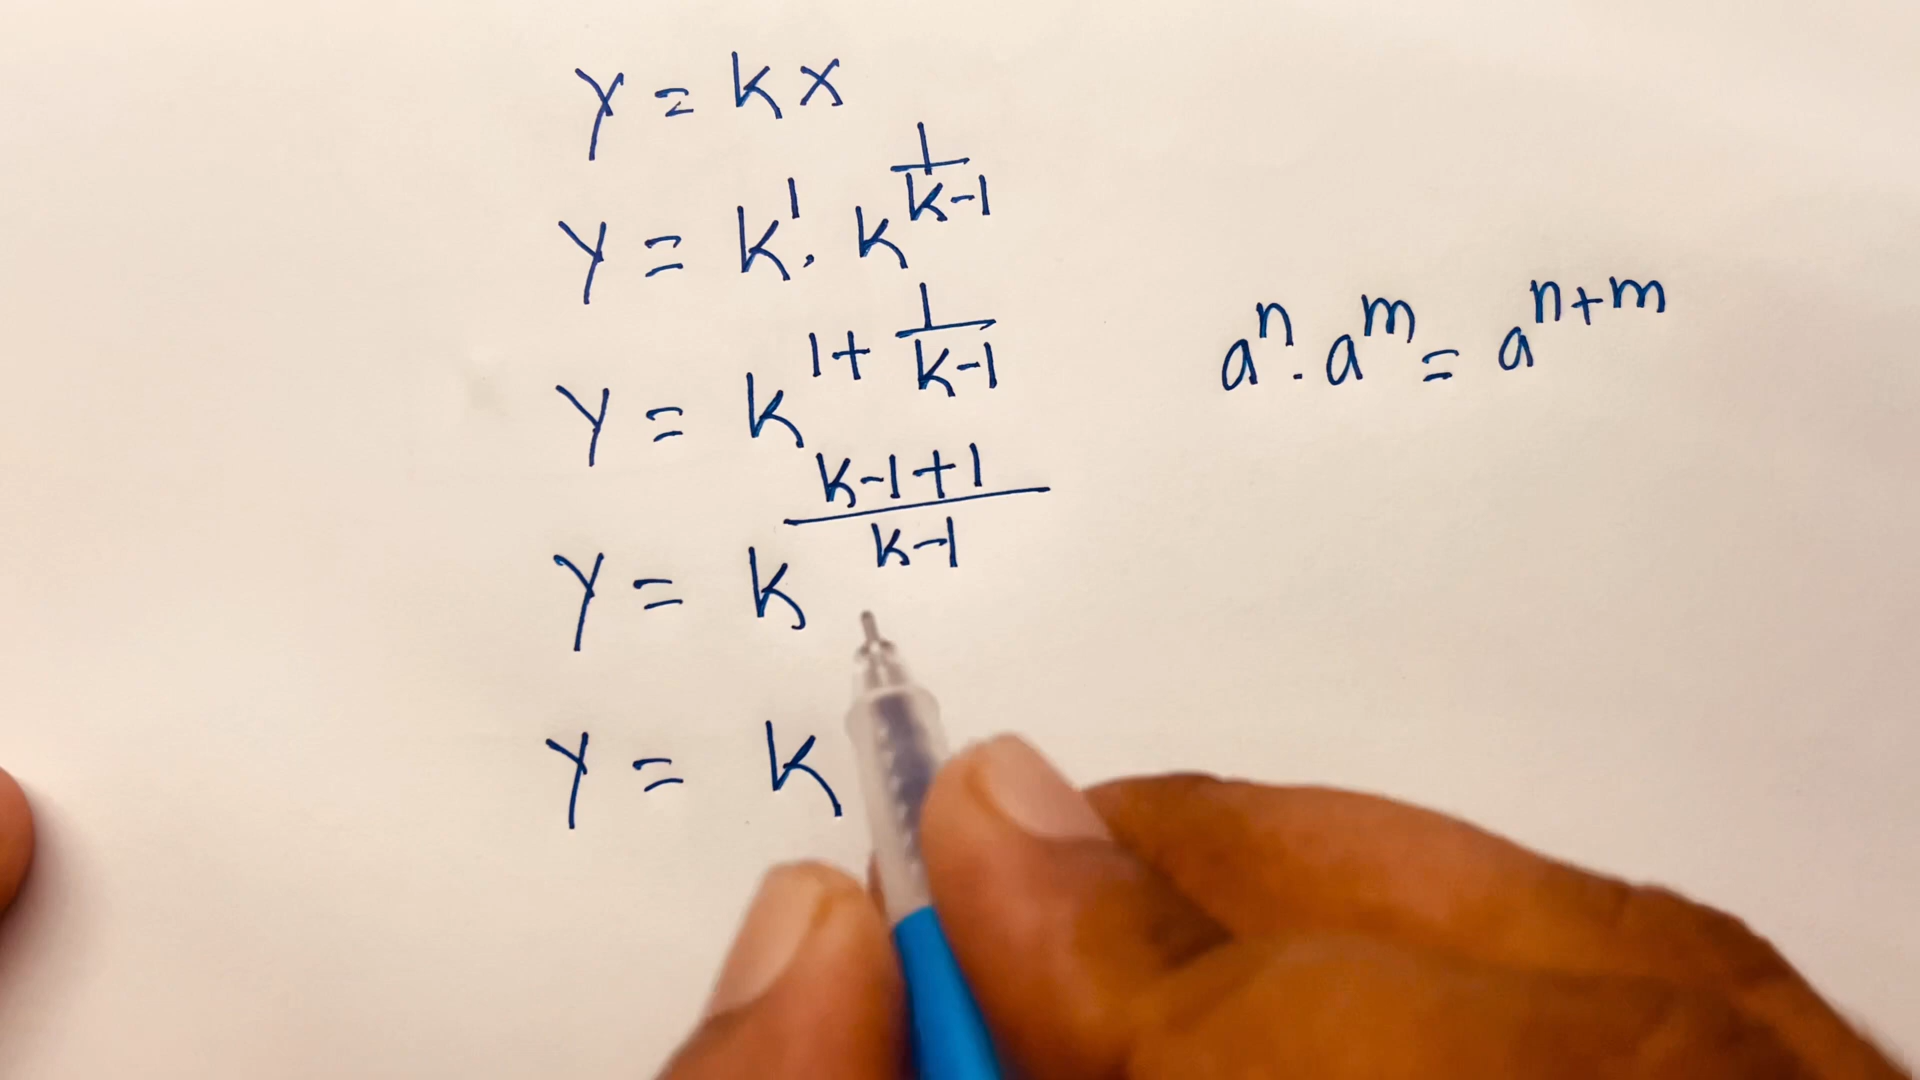 y = kx
y = k¹ · k^(1/(k-1))
y = k^(1 + 1/(k-1))
aⁿ · aᵐ = aⁿ⁺ᵐ
y = k^((k-1+1)/(k-1))
y = k